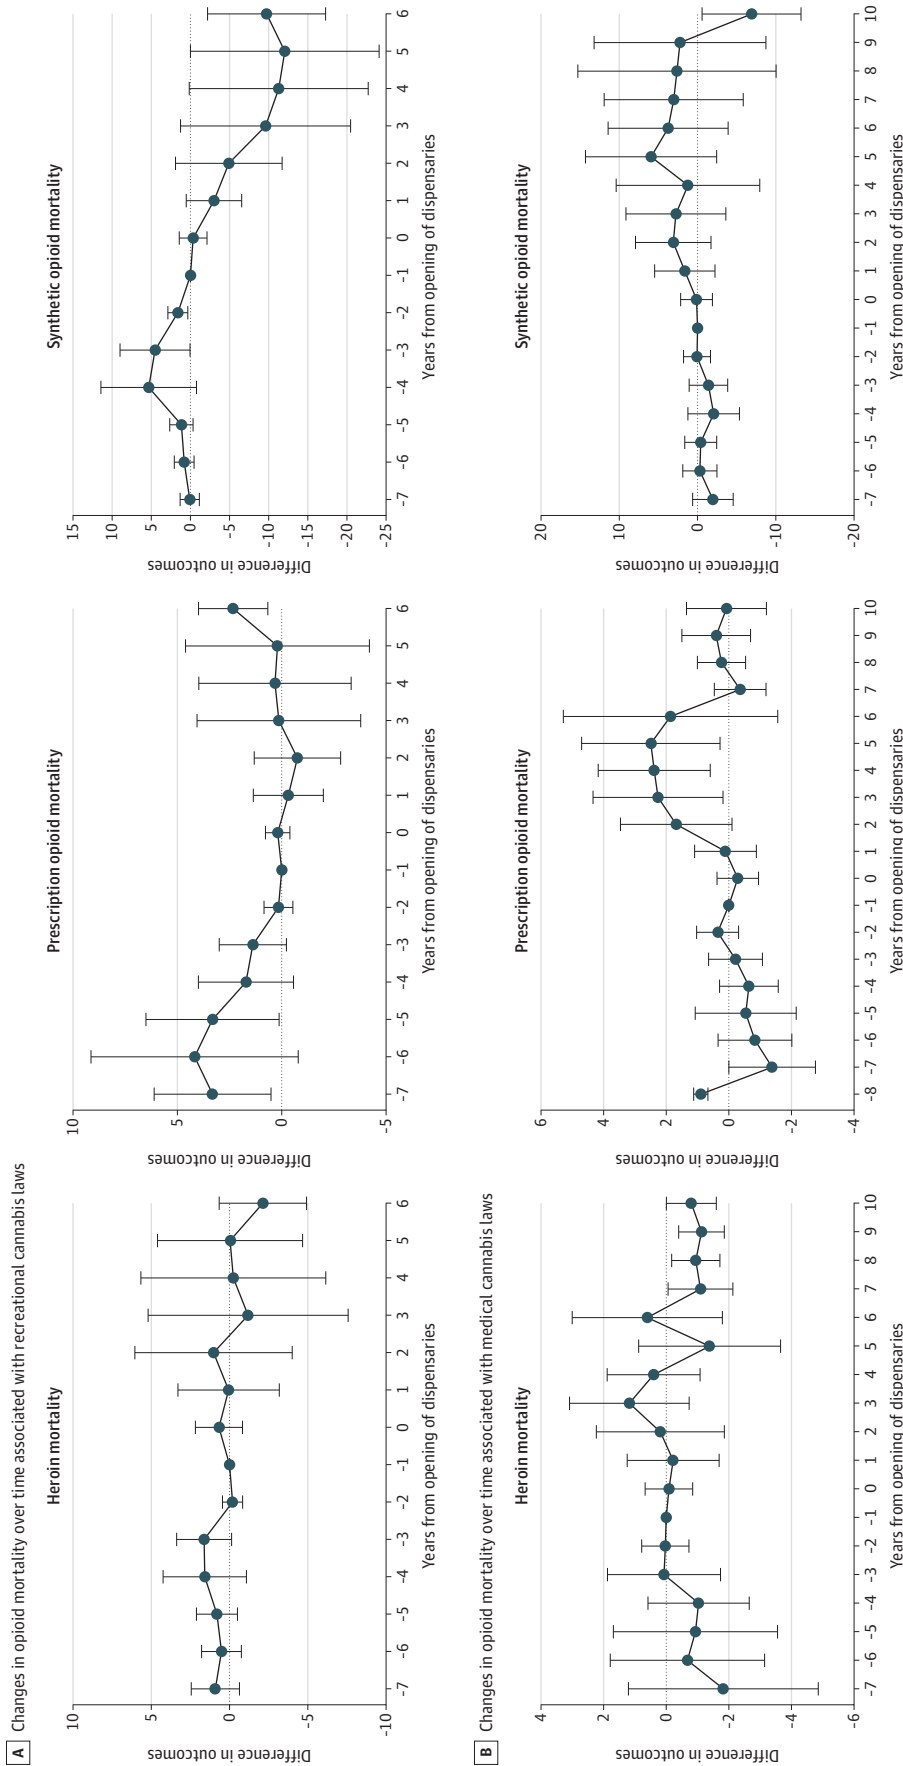 A Changes in opioid mortality over time associated with recreational cannabis laws
Heroin mortality
10
5
0
-5
-10
Difference in outcomes
-7 -6 -5 -4 -3 -2 -1 0 1 2 3 4 5 6
Years from opening of dispensaries
Prescription opioid mortality
10
5
0
-5
Difference in outcomes
-7 -6 -5 -4 -3 -2 -1 0 1 2 3 4 5 6
Years from opening of dispensaries
Synthetic opioid mortality
15
10
5
0
-5
-10
-15
-20
-25
Difference in outcomes
-7 -6 -5 -4 -3 -2 -1 0 1 2 3 4 5 6
Years from opening of dispensaries
B Changes in opioid mortality over time associated with medical cannabis laws
Heroin mortality
4
2
0
-2
-4
-6
Difference in outcomes
-7 -6 -5 -4 -3 -2 -1 0 1 2 3 4 5 6 7 8 9 10
Years from opening of dispensaries
Prescription opioid mortality
6
4
2
0
-2
-4
Difference in outcomes
-8 -7 -6 -5 -4 -3 -2 -1 0 1 2 3 4 5 6 7 8 9 10
Years from opening of dispensaries
Synthetic opioid mortality
20
10
0
-10
-20
Difference in outcomes
-7 -6 -5 -4 -3 -2 -1 0 1 2 3 4 5 6 7 8 9 10
Years from opening of dispensaries